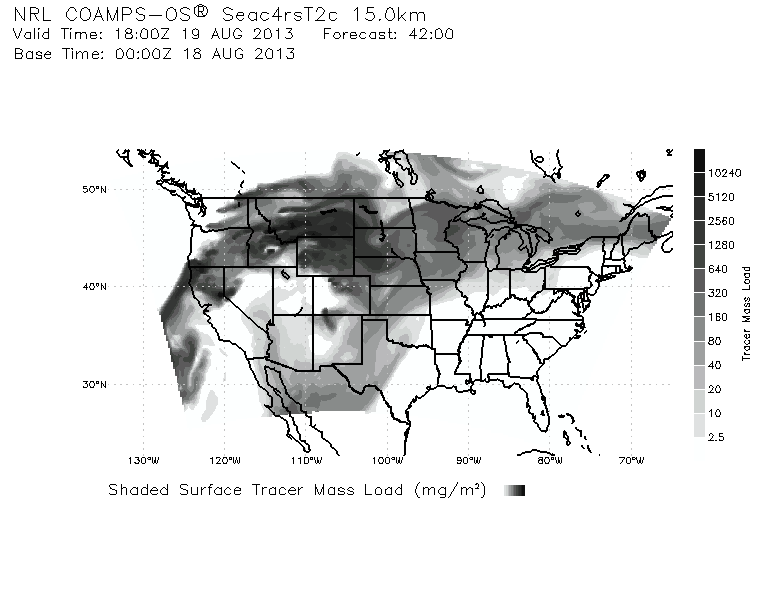 NRL COAMPS-OS® Seac4rsT2c 15.0km
Valid Time: 18:00Z 19 AUG 2013 Forecast: 42:00
Base Time: 00:00Z 18 AUG 2013
50°N
40°N
30°N
130°W 120°W 110°W 100°W 90°W 80°W 70°W
10240
5120
2560
1280
640
320
160
80
40
20
10
2.5
Tracer Mass Load
Shaded Surface Tracer Mass Load (mg/m²)